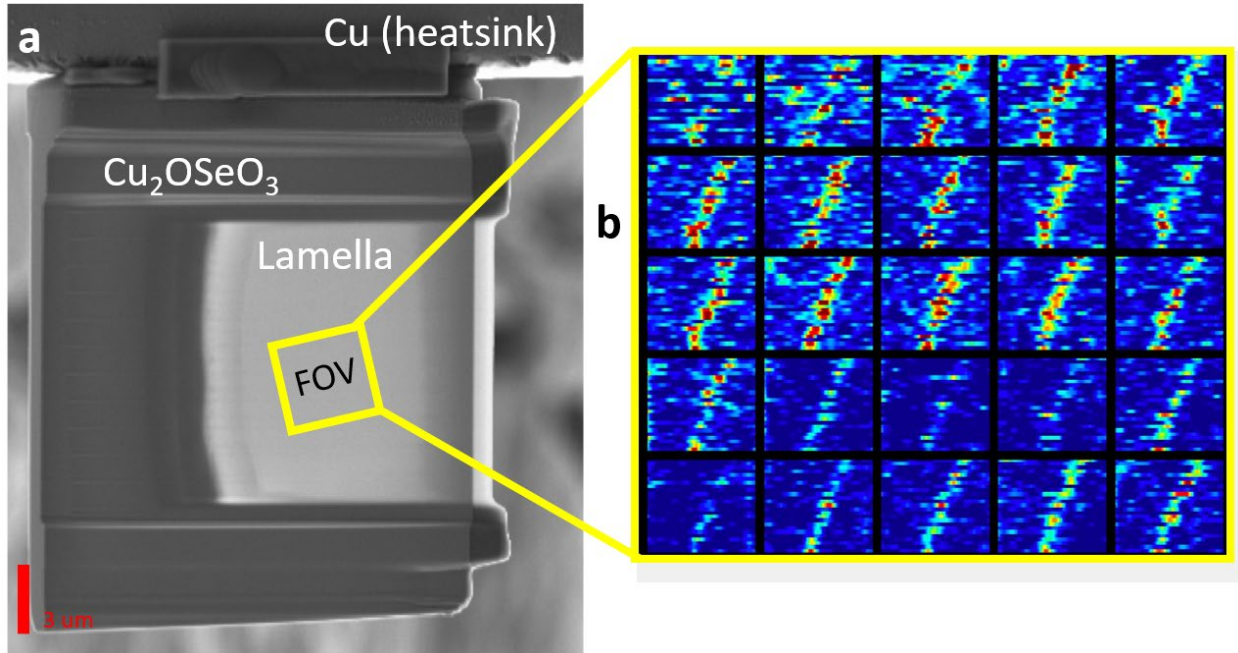 a
Cu (heatsink)
Cu₂OSeO₃
Lamella
FOV
3 um
b